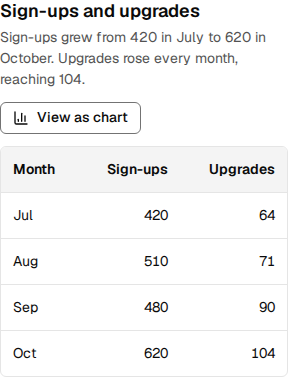 Sign-ups and upgrades
Sign-ups grew from 420 in July to 620 in
October. Upgrades rose every month,
reaching 104.
View as chart
Month Sign-ups Upgrades
Jul 420 64
Aug 510 71
Sep 480 90
Oct 620 104